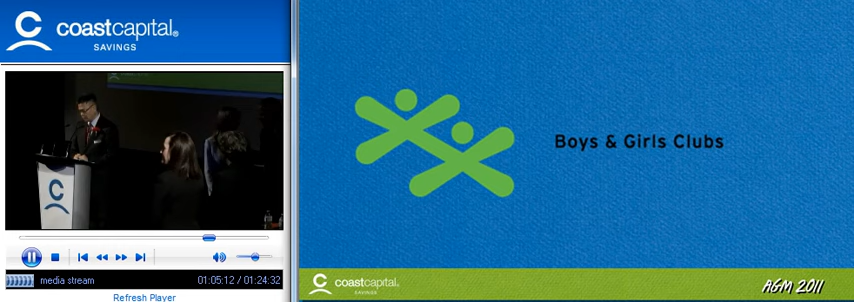 coastcapital®
SAVINGS
C
media stream
01:05:12 / 01:24:32
Refresh Player
Boys & Girls Clubs
coastcapital®
SAVINGS
AGM 2011